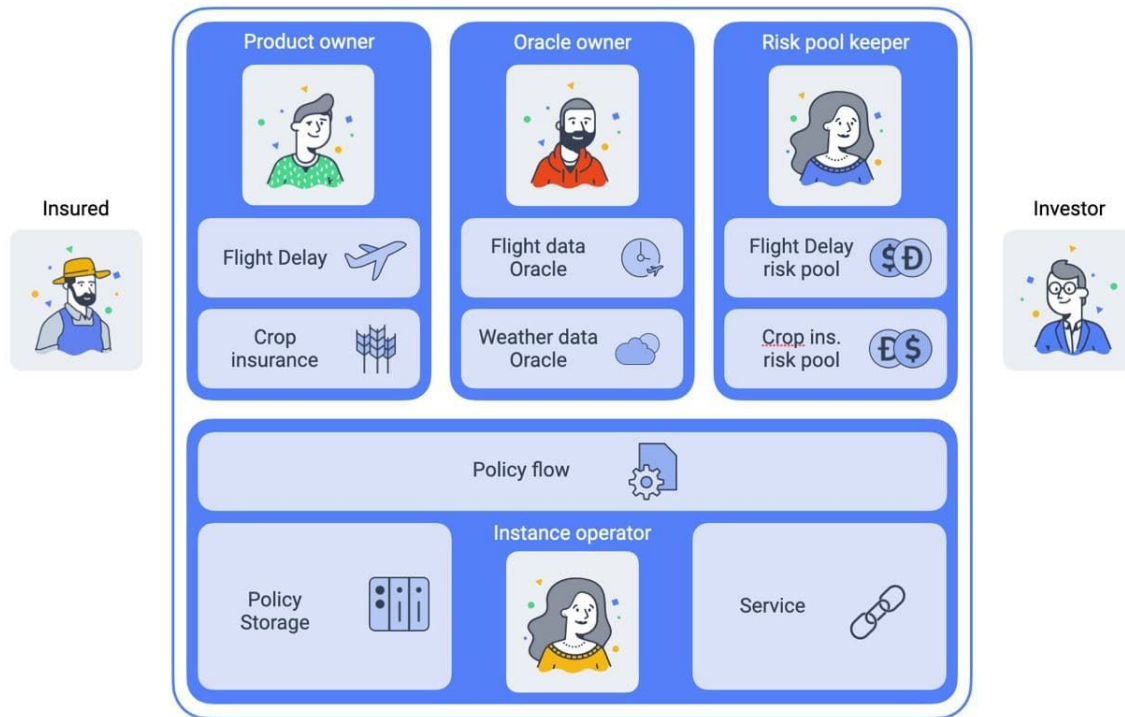 Product owner
Oracle owner
Risk pool keeper
Insured
Investor
Flight Delay
Flight data
Oracle
Flight Delay
risk pool
Crop
insurance
Weather data
Oracle
Crop ins.
risk pool
Policy flow
Instance operator
Policy
Storage
Service